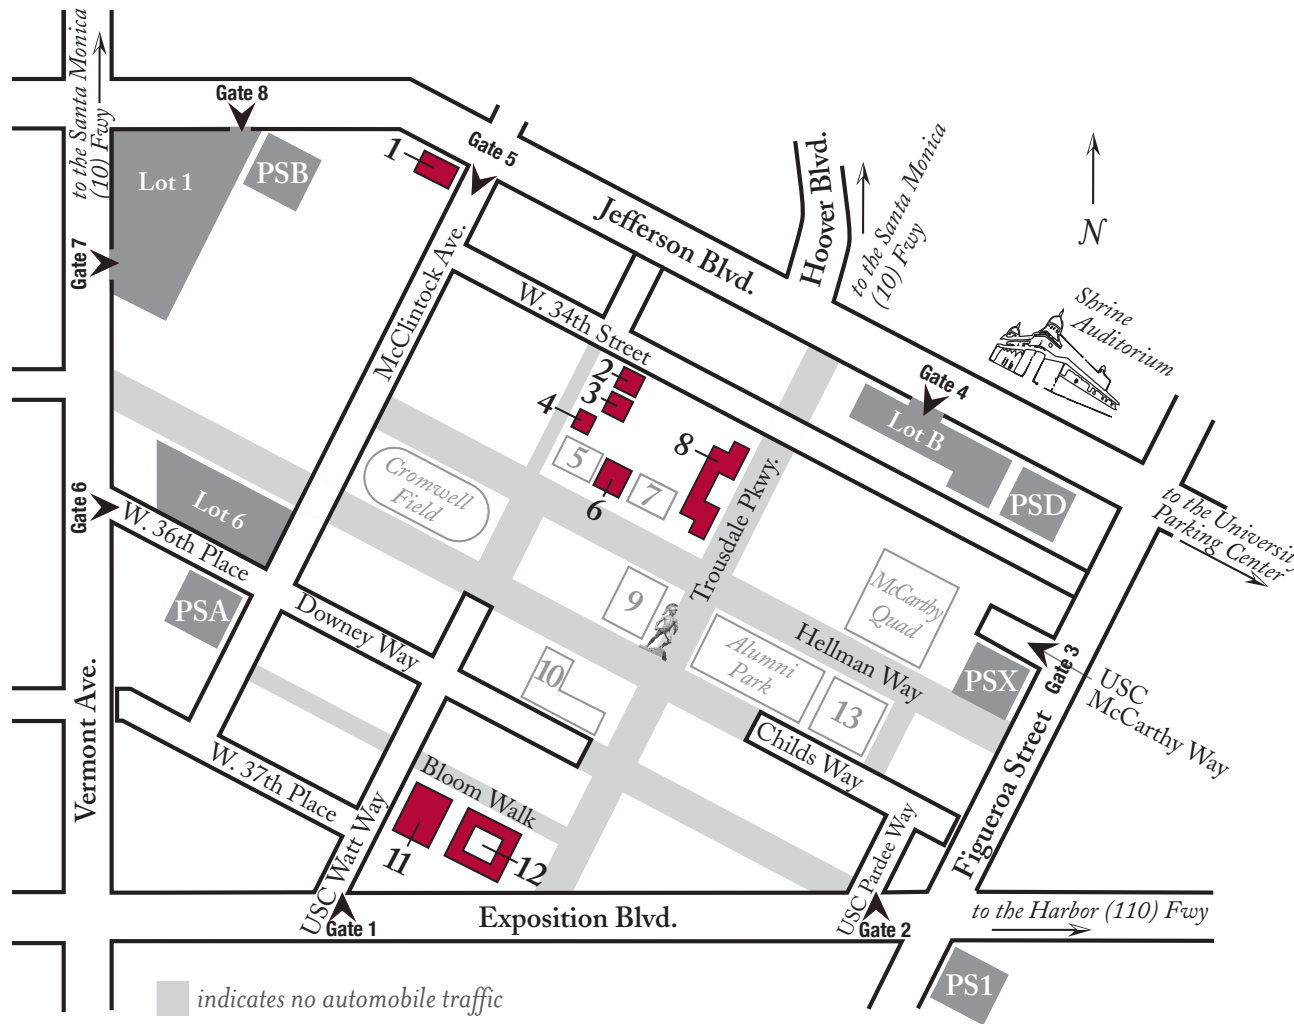 to the Santa Monica
(10) Fwy
Gate 8
Gate 5
1
PSB
Lot 1
Gate 7
Jefferson Blvd.
Hoover Blvd.
to the Santa Monica
(10) Fwy
N
Shrine
Auditorium
McClintock Ave.
W. 34th Street
2
3
4
5
6
7
8
Gate 4
Lot B
PSD
to the University
Parking Center
Cromwell
Field
Lot 6
Gate 6
W. 36th Place
PSA
Downey Way
Trousdale Pkwy.
9
10
McCarthy
Quad
Alumni
Park
13
Hellman Way
PSX
Gate 3
USC
McCarthy Way
Childs Way
Vermont Ave.
W. 37th Place
Bloom Walk
11
12
USC Watt Way
Gate 1
Exposition Blvd.
USC Pardee Way
Gate 2
Figueroa Street
to the Harbor (110) Fwy
PS1
indicates no automobile traffic